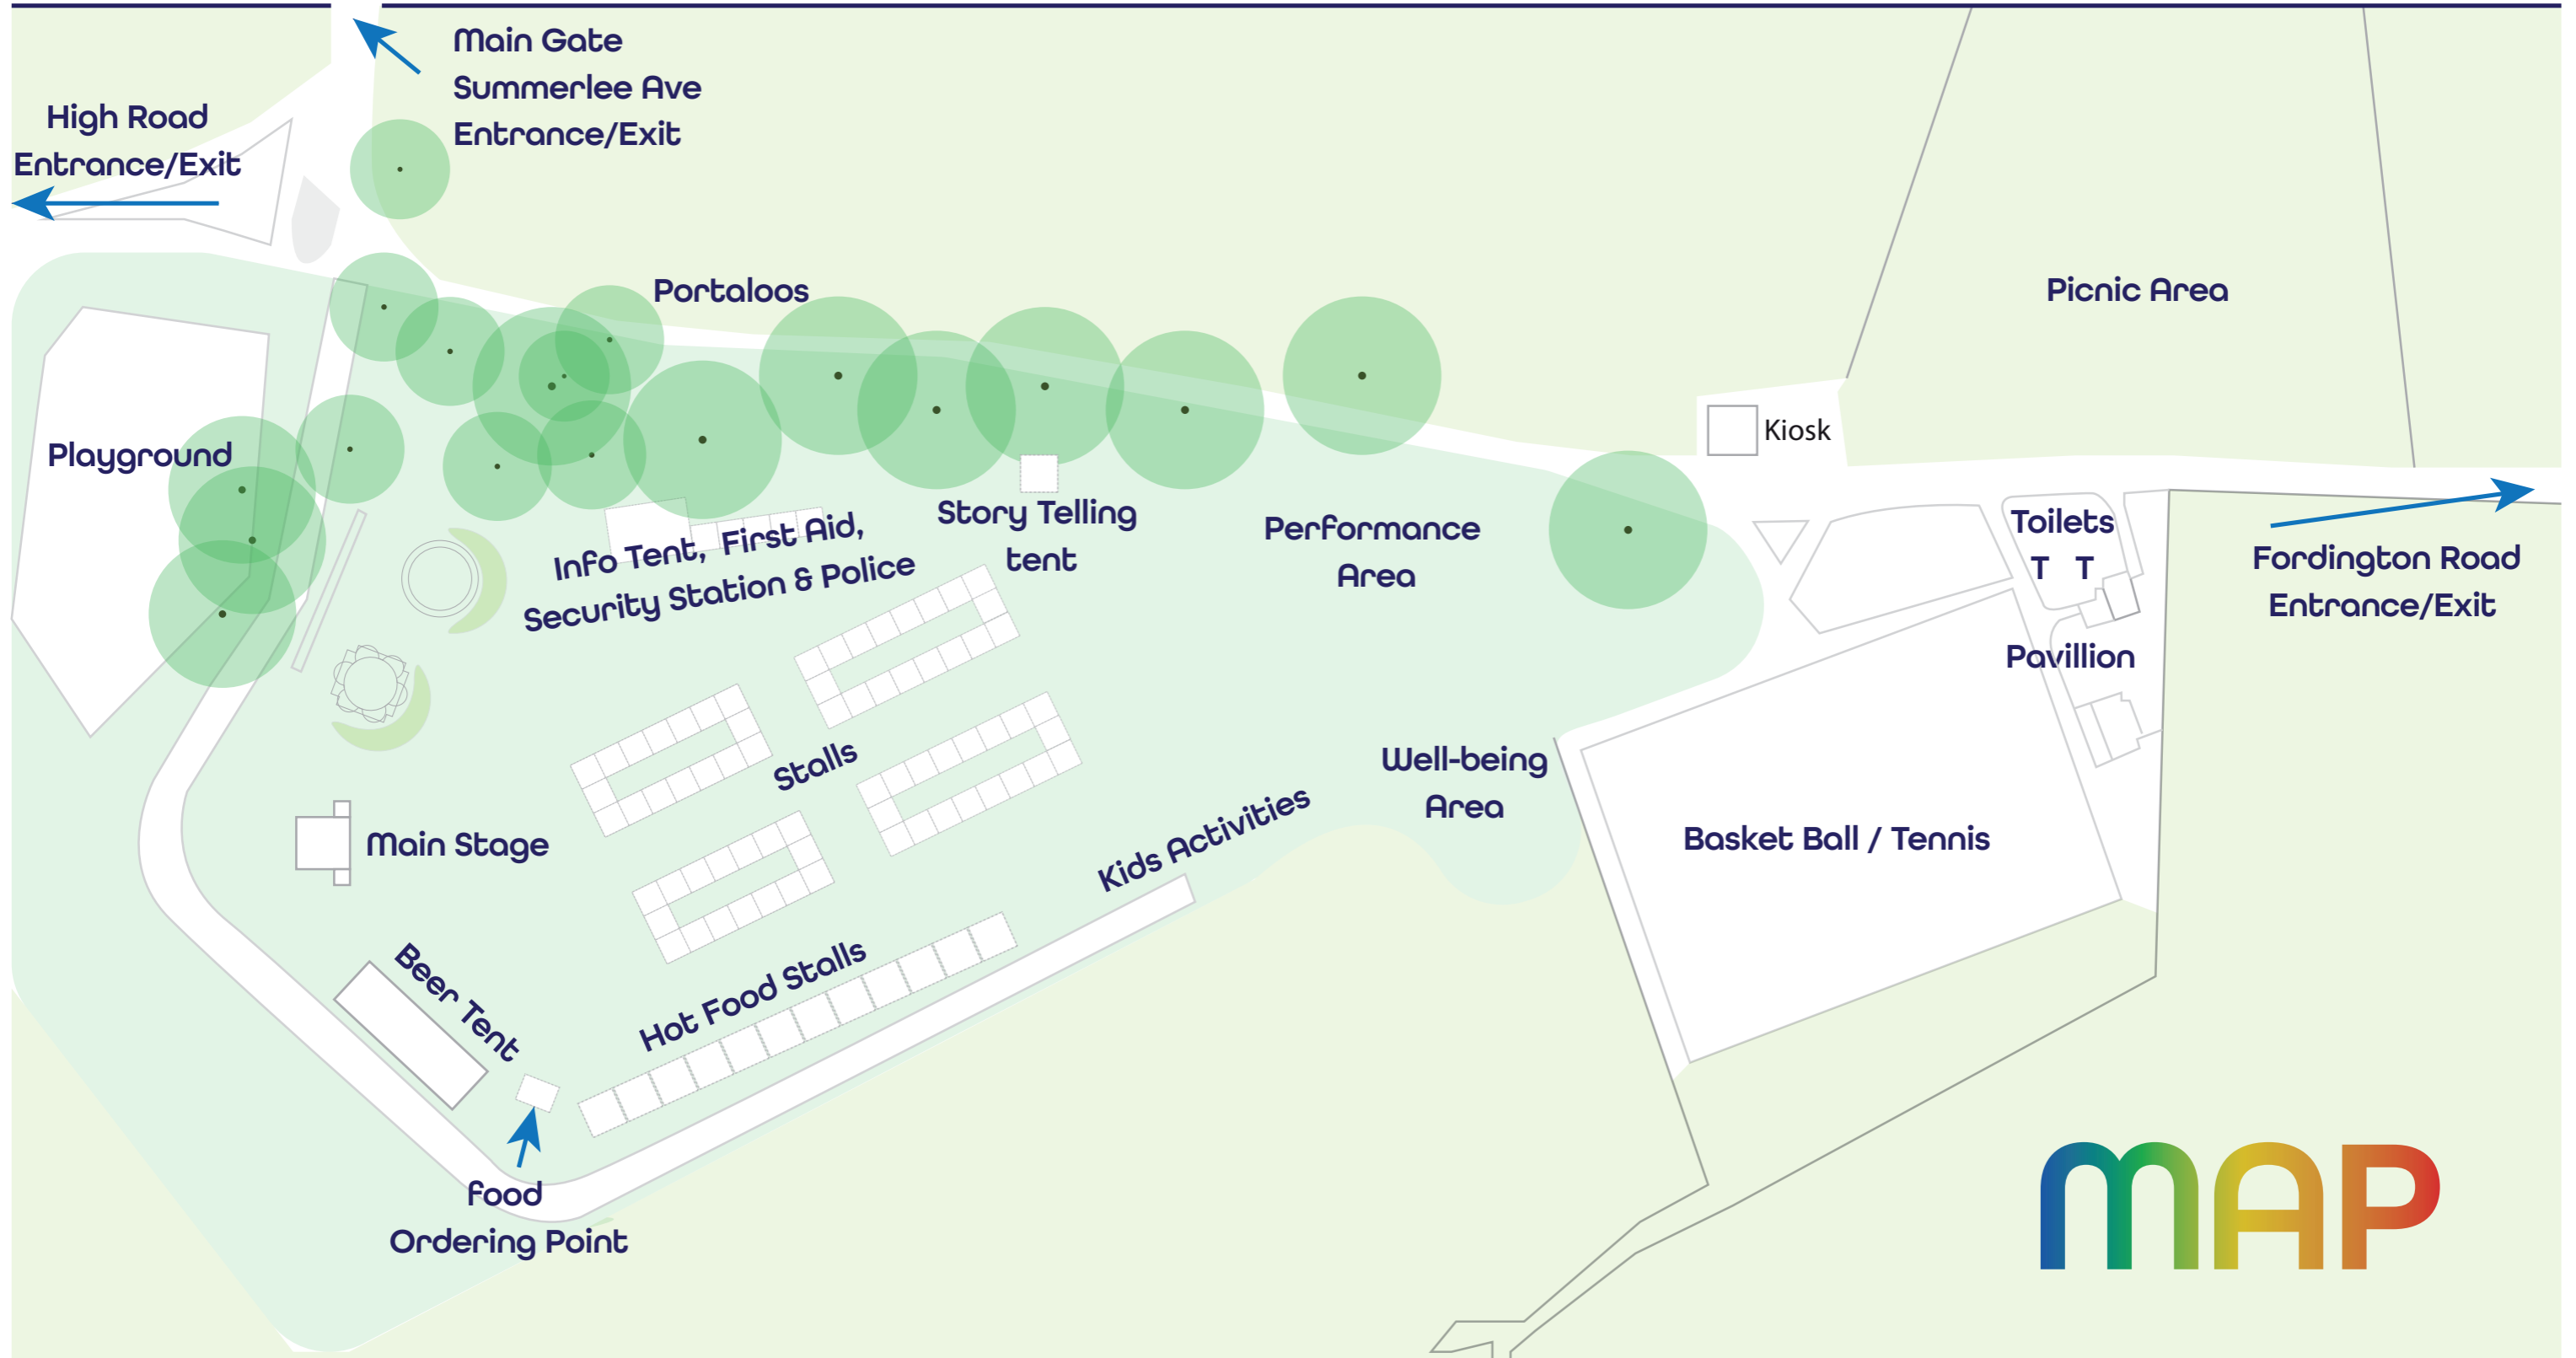 Main Gate
Summerlee Ave
Entrance/Exit
High Road
Entrance/Exit
Portaloos
Picnic Area
Kiosk
Playground
Story Telling
tent
Performance
Area
Toilets
T T
Fordington Road
Entrance/Exit
Info Tent, First Aid,
Security Station & Police
Pavillion
Stalls
Well-being
Area
Main Stage
Kids Activities
Basket Ball / Tennis
Beer Tent
Hot Food Stalls
Food
Ordering Point
MAP